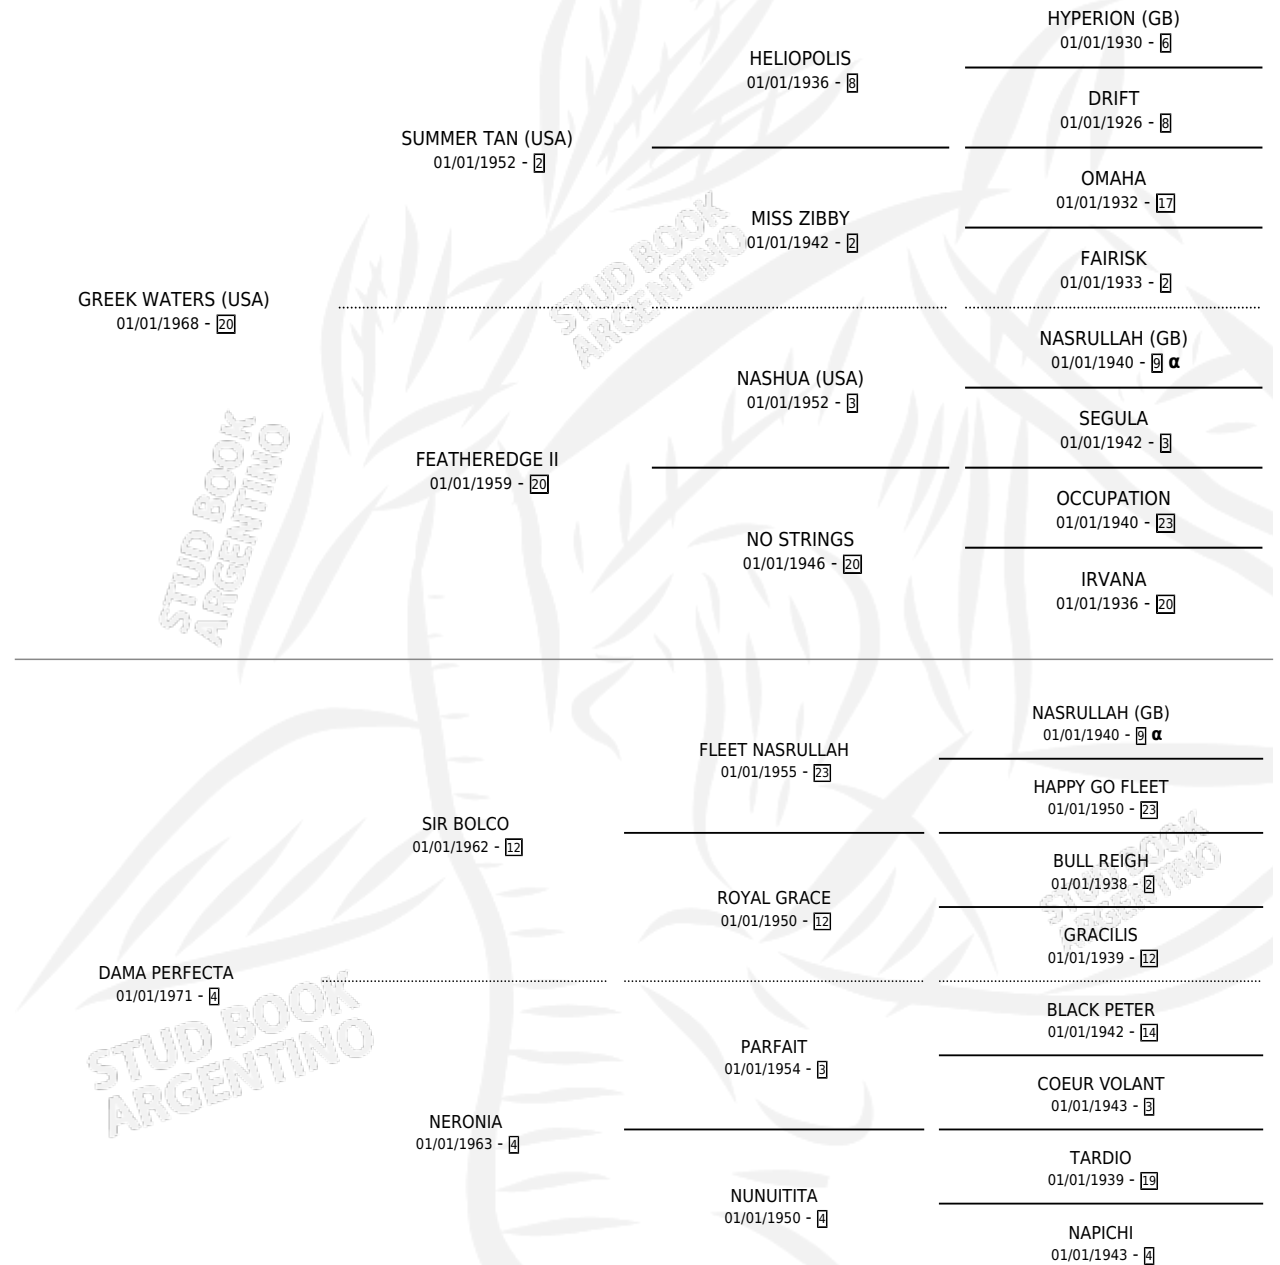 HYPERION (GB)
01/01/1930 - 6
HELIOPOLIS
01/01/1936 - 8
DRIFT
01/01/1926 - 8
SUMMER TAN (USA)
01/01/1952 - 2
OMAHA
01/01/1932 - 17
MISS ZIBBY
01/01/1942 - 2
FAIRISK
01/01/1933 - 2
STUD BOOK
ARGENTINO
GREEK WATERS (USA)
01/01/1968 - 20
NASRULLAH (GB)
01/01/1940 - 9 α
NASHUA (USA)
01/01/1952 - 3
SEGULA
01/01/1942 - 3
FEATHEREDGE II
01/01/1959 - 20
OCCUPATION
01/01/1940 - 23
NO STRINGS
01/01/1946 - 20
IRVANA
01/01/1936 - 20
STUD BOOK
ARGENTINO
NASRULLAH (GB)
01/01/1940 - 9 α
FLEET NASRULLAH
01/01/1955 - 23
HAPPY GO FLEET
01/01/1950 - 23
SIR BOLCO
01/01/1962 - 12
BULL REIGH
01/01/1938 - 2
ROYAL GRACE
01/01/1950 - 12
GRACILIS
01/01/1939 - 12
STUD BOOK
ARGENTINO
DAMA PERFECTA
01/01/1971 - 4
BLACK PETER
01/01/1942 - 14
PARFAIT
01/01/1954 - 3
COEUR VOLANT
01/01/1943 - 3
NERONIA
01/01/1963 - 4
TARDIO
01/01/1939 - 19
NUNUITITA
01/01/1950 - 4
NAPICHI
01/01/1943 - 4
STUD BOOK
ARGENTINO